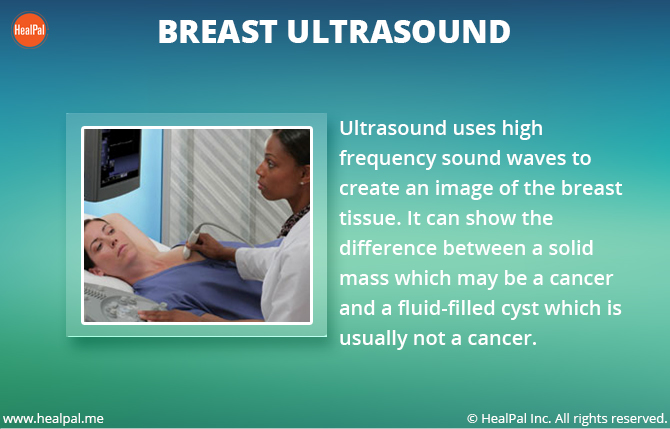 HealPal
BREAST ULTRASOUND
Ultrasound uses high
frequency sound waves to
create an image of the breast
tissue. It can show the
difference between a solid
mass which may be a cancer
and a fluid-filled cyst which is
usually not a cancer.
www.healpal.me
© HealPal Inc. All rights reserved.